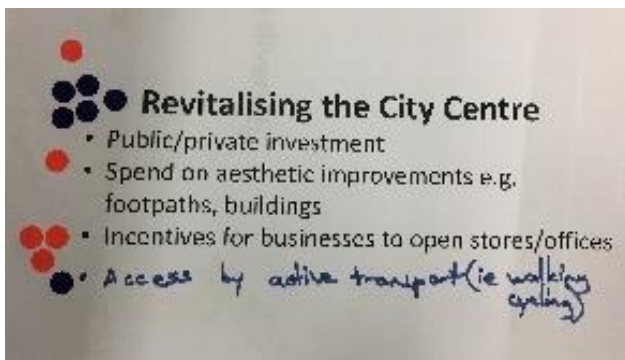 Revitalising the City Centre
• Public/private investment
• Spend on aesthetic improvements e.g.
footpaths, buildings
• Incentives for businesses to open stores/offices
• Access by active transport (ie walking
cycling)